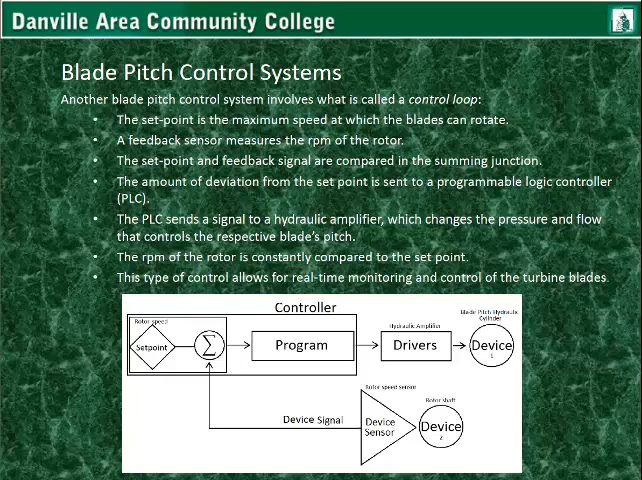 Danville Area Community College
Blade Pitch Control Systems
Another blade pitch control system involves what is called a control loop:
• The set-point is the maximum speed at which the blades can rotate.
• A feedback sensor measures the rpm of the rotor.
• The set-point and feedback signal are compared in the summing junction.
• The amount of deviation from the set point is sent to a programmable logic controller
(PLC).
• The PLC sends a signal to a hydraulic amplifier, which changes the pressure and flow
that controls the respective blade's pitch.
• The rpm of the rotor is constantly compared to the set point.
• This type of control allows for real-time monitoring and control of the turbine blades.
Controller
Rotor speed
Setpoint
Σ
Program
Hydraulic Amplifier
Drivers
Blade Pitch Hydraulic
Cylinder
Device
1
Rotor speed sensor
Device Signal
Device
Sensor
Rotor shaft
Device
2